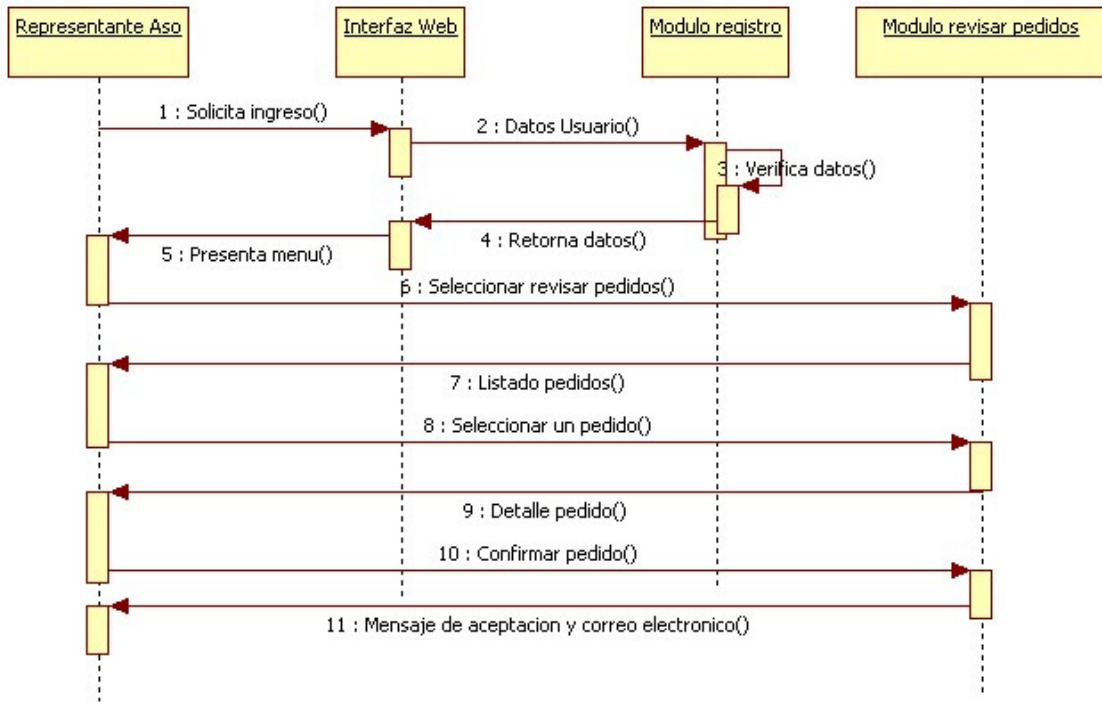 Representante Aso
Interfaz Web
Modulo registro
Modulo revisar pedidos
1 : Solicita ingreso()
2 : Datos Usuario()
3 : Verifica datos()
4 : Retorna datos()
5 : Presenta menu()
6 : Seleccionar revisar pedidos()
7 : Listado pedidos()
8 : Seleccionar un pedido()
9 : Detalle pedido()
10 : Confirmar pedido()
11 : Mensaje de aceptacion y correo electronico()